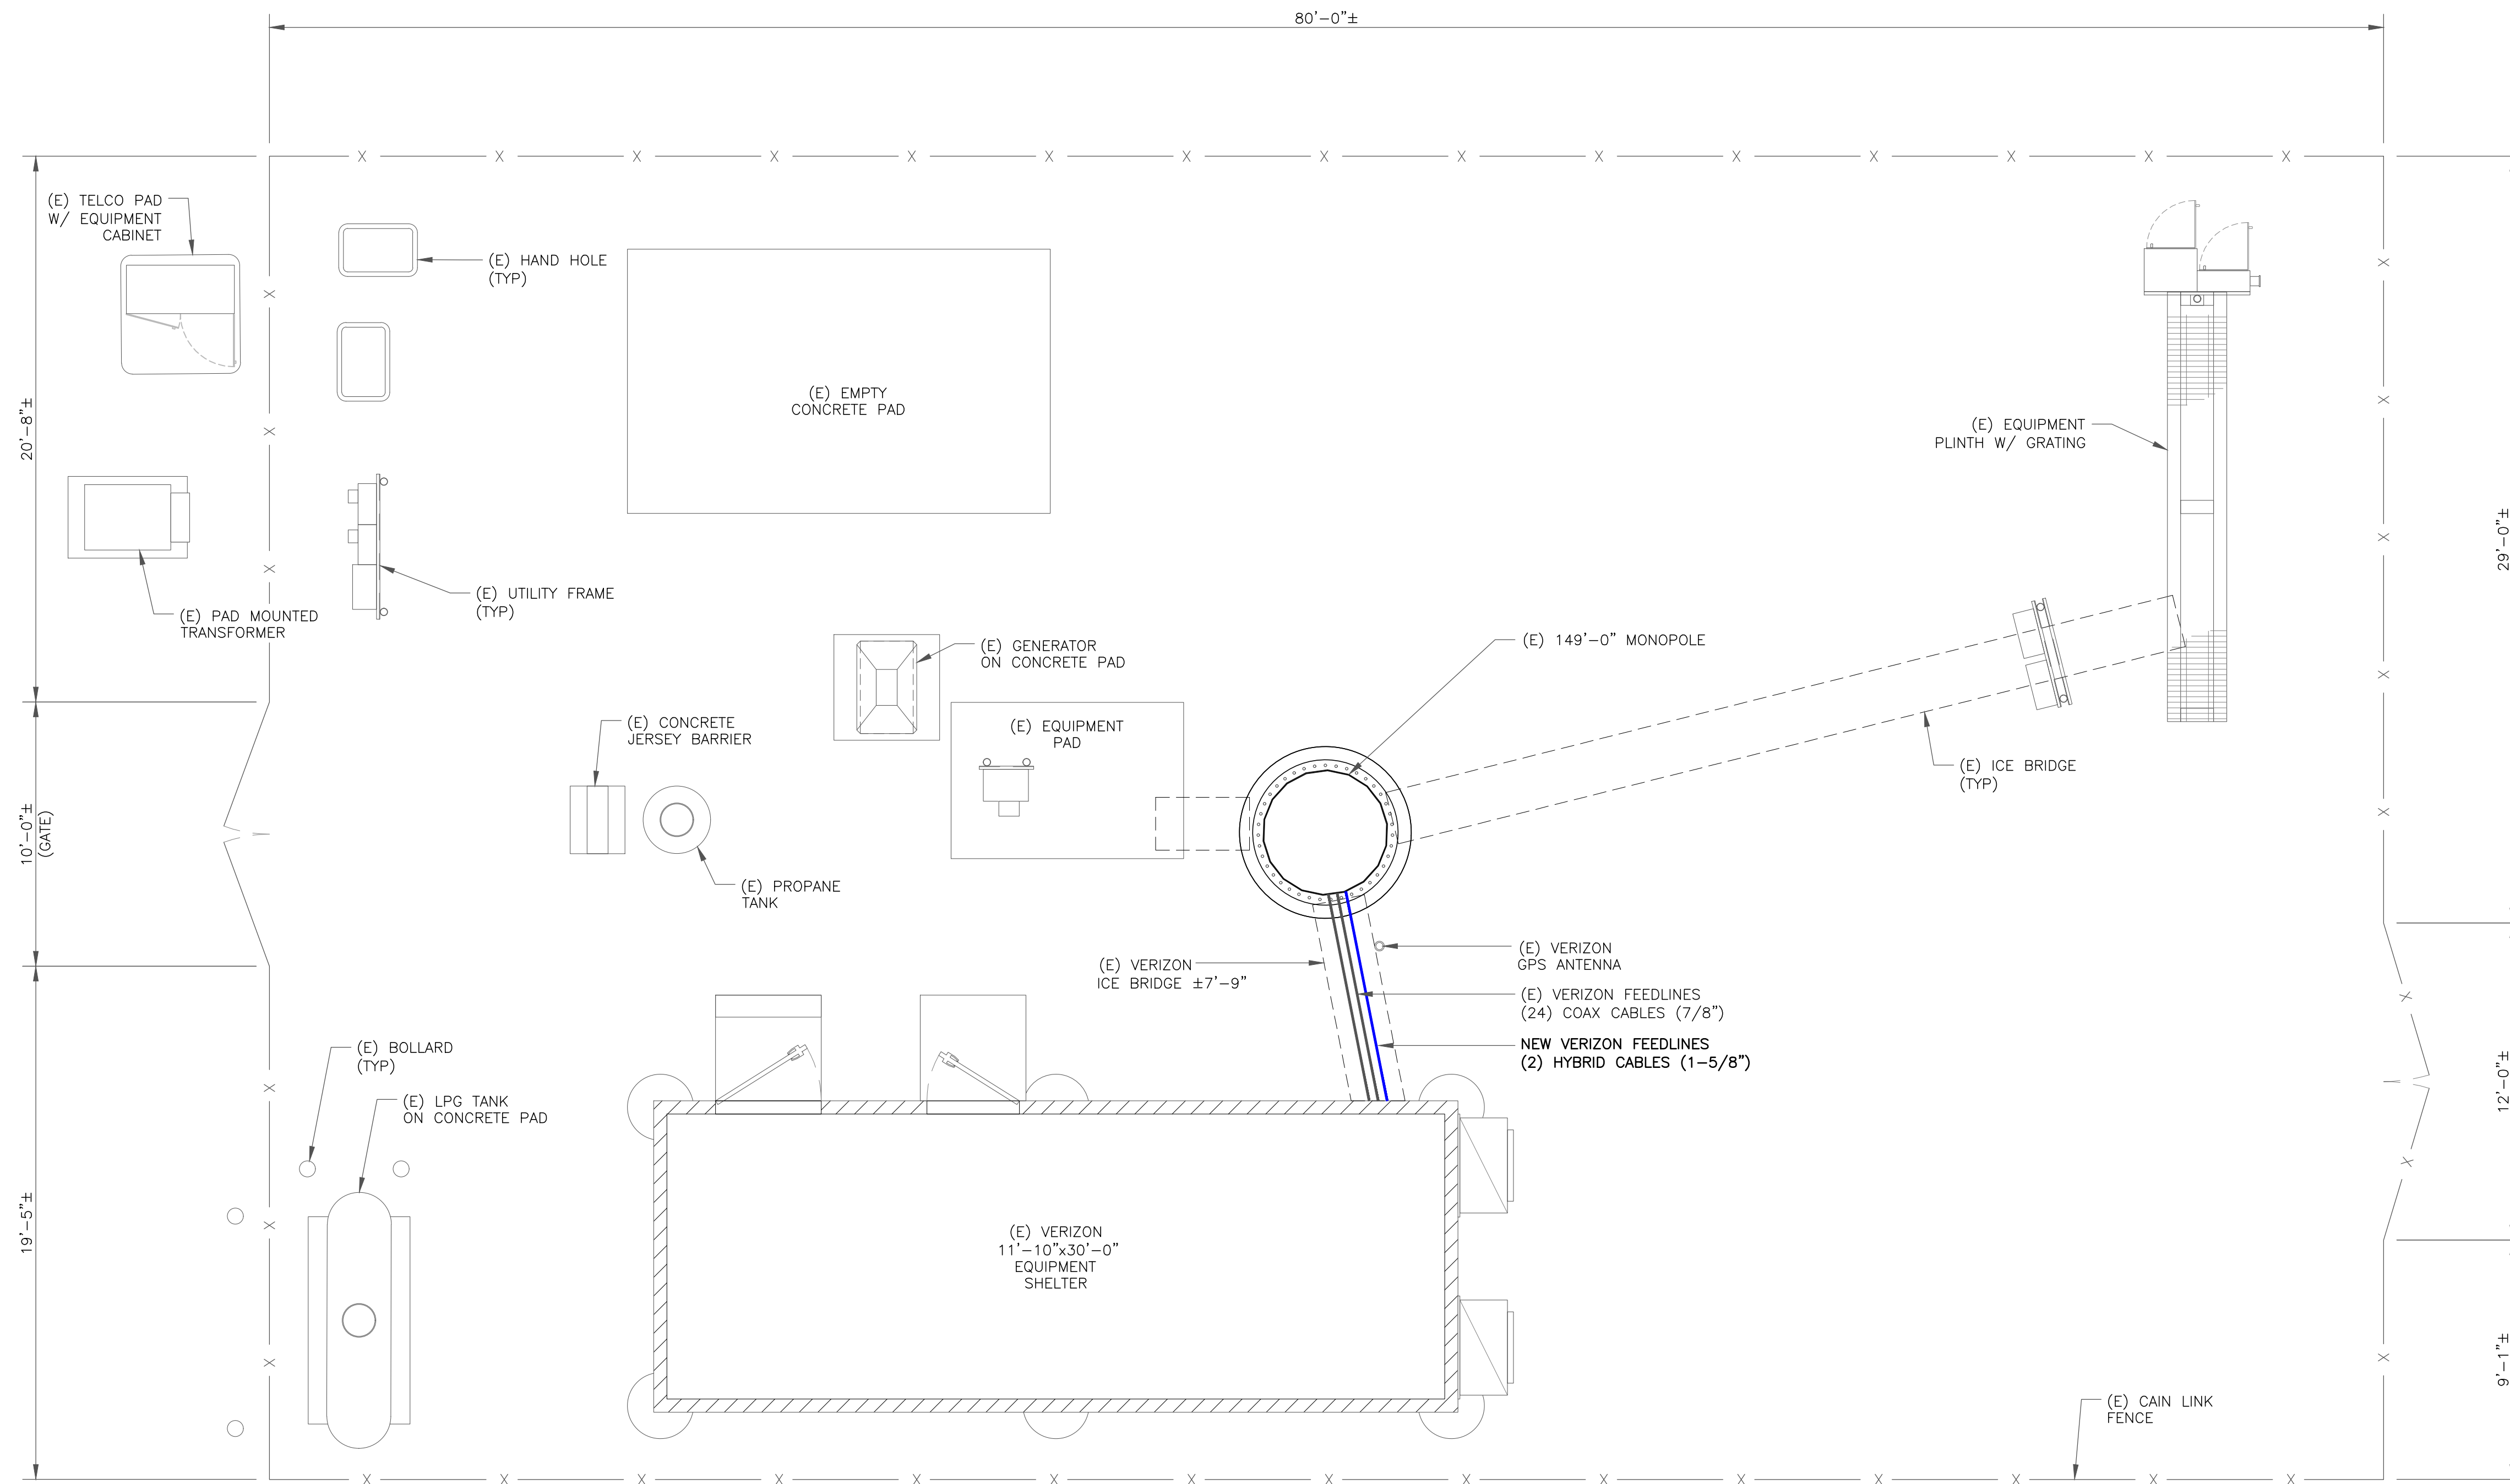 80'-0"±
(E) TELCO PAD
W/ EQUIPMENT
CABINET
(E) HAND HOLE
(TYP)
(E) EMPTY
CONCRETE PAD
20'-8"±
(E) EQUIPMENT
PLINTH W/ GRATING
29'-0"±
(E) PAD MOUNTED
TRANSFORMER
(E) UTILITY FRAME
(TYP)
(E) GENERATOR
ON CONCRETE PAD
(E) 149'-0" MONOPOLE
(E) CONCRETE
JERSEY BARRIER
(E) EQUIPMENT
PAD
(E) ICE BRIDGE
(TYP)
10'-0"±
(GATE)
(E) PROPANE
TANK
(E) VERIZON
ICE BRIDGE ±7'-9"
(E) VERIZON
GPS ANTENNA
(E) VERIZON FEEDLINES
(24) COAX CABLES (7/8")
NEW VERIZON FEEDLINES
(2) HYBRID CABLES (1-5/8")
(E) BOLLARD
(TYP)
(E) LPG TANK
ON CONCRETE PAD
12'-0"±
19'-5"±
(E) VERIZON
11'-10"x30'-0"
EQUIPMENT
SHELTER
9'-1"±
(E) CAIN LINK
FENCE